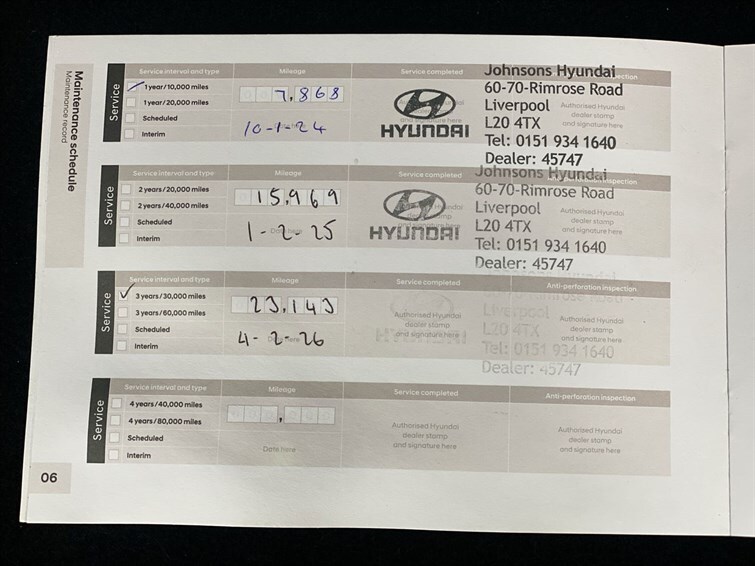 Maintenance schedule
Maintenance record
Service
Service interval and type
Mileage
Service completed
1 year/10,000 miles
1 year/20,000 miles
Scheduled
Interim
7,868
10-1-24
HYUNDAI
Johnsons Hyundai
60-70-Rimrose Road
Liverpool
L20 4TX
Tel: 0151 934 1640
Dealer: 45747
Authorised Hyundai
dealer stamp
and signature here
Service
Service interval and type
Mileage
Service completed
2 years/20,000 miles
2 years/40,000 miles
Scheduled
Interim
15,969
1-2-25
HYUNDAI
Johnsons Hyundai
60-70-Rimrose Road
Liverpool
L20 4TX
Tel: 0151 934 1640
Dealer: 45747
Authorised Hyundai
dealer stamp
and signature here
Service
Service interval and type
Mileage
Service completed
Anti-perforation inspection
3 years/30,000 miles
3 years/60,000 miles
Scheduled
Interim
23,143
4-2-26
Authorised Hyundai
dealer stamp
and signature here
HYUNDAI
Liverpool
L20 4TX
Tel: 0151 934 1640
Dealer: 45747
Authorised Hyundai
dealer stamp
and signature here
Service
Service interval and type
Mileage
Service completed
Anti-perforation inspection
4 years/40,000 miles
4 years/80,000 miles
Scheduled
Interim
Date here
Authorised Hyundai
dealer stamp
and signature here
Authorised Hyundai
dealer stamp
and signature here
06